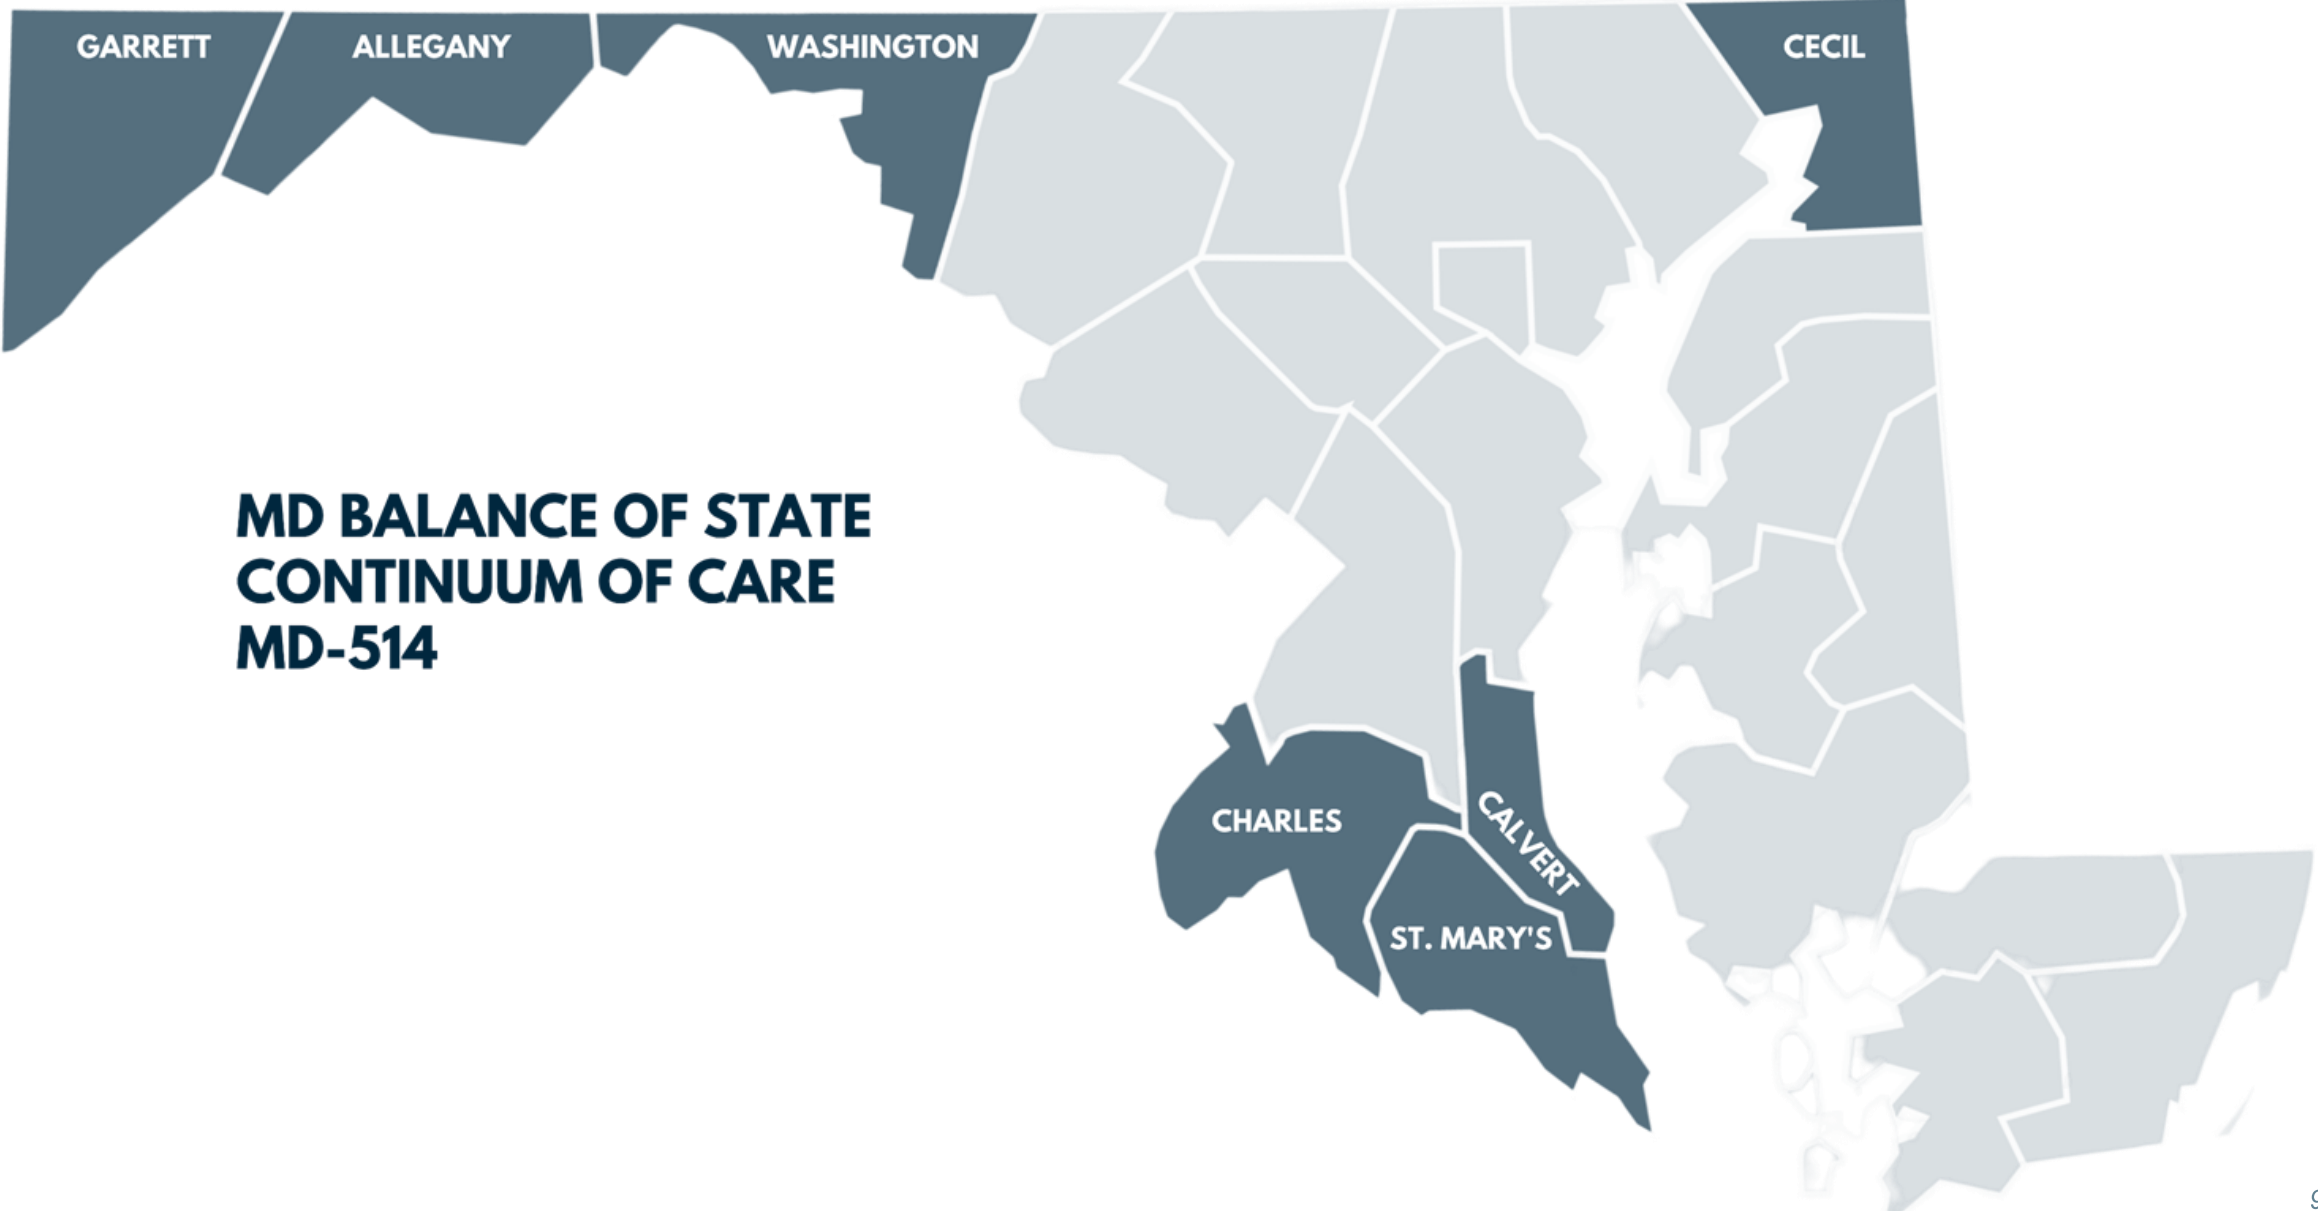 GARRETT
ALLEGANY
WASHINGTON
CECIL
MD BALANCE OF STATE
CONTINUUM OF CARE
MD-514
CHARLES
CALVERT
ST. MARY'S